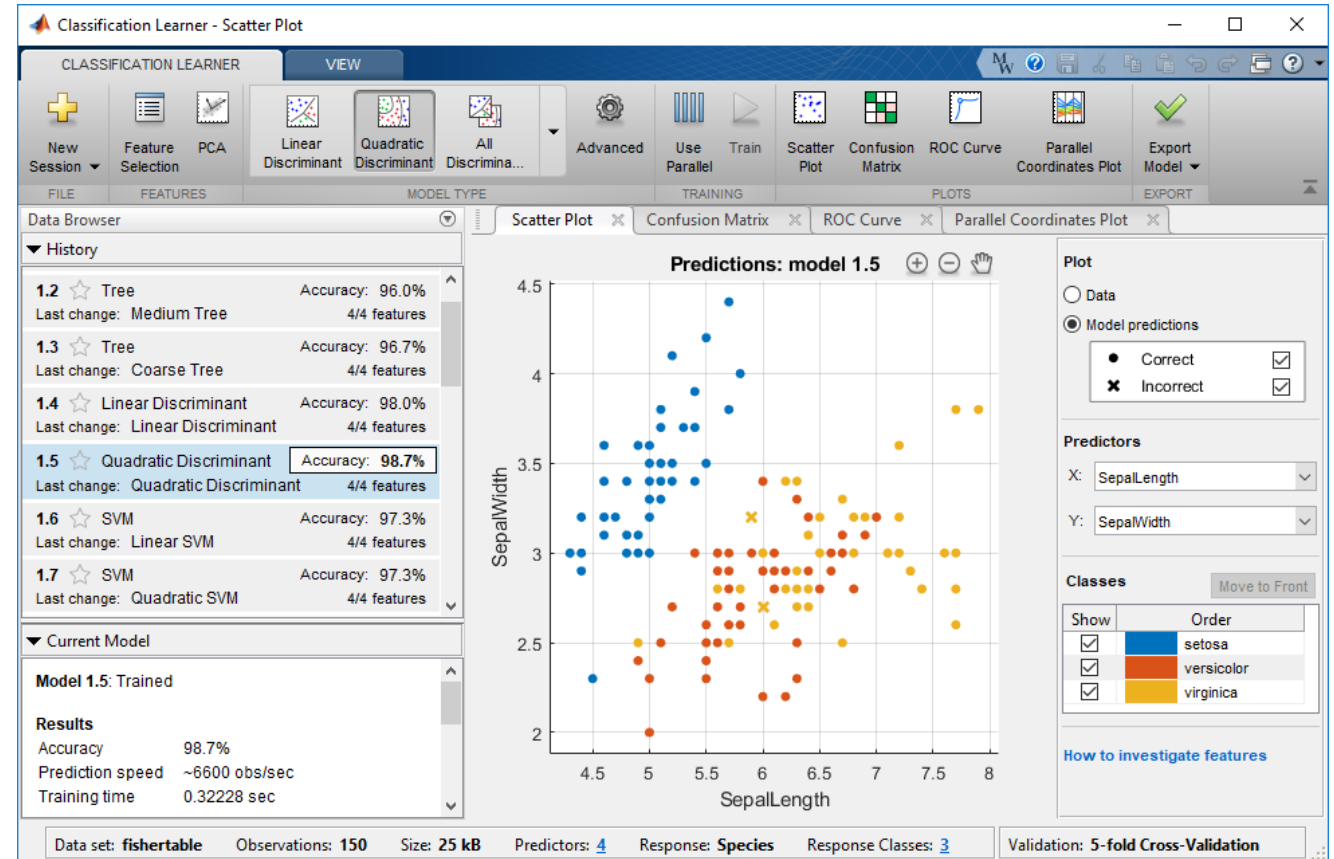 Classification Learner - Scatter Plot
CLASSIFICATION LEARNER VIEW
New Session
Feature Selection
PCA
Linear Discriminant
Quadratic Discriminant
All Discrimina...
Advanced
Use Parallel
Train
Scatter Plot
Confusion Matrix
ROC Curve
Parallel Coordinates Plot
Export Model
FILE FEATURES MODEL TYPE TRAINING PLOTS EXPORT
Data Browser
History
1.2 Tree Accuracy: 96.0%
Last change: Medium Tree 4/4 features
1.3 Tree Accuracy: 96.7%
Last change: Coarse Tree 4/4 features
1.4 Linear Discriminant Accuracy: 98.0%
Last change: Linear Discriminant 4/4 features
1.5 Quadratic Discriminant Accuracy: 98.7%
Last change: Quadratic Discriminant 4/4 features
1.6 SVM Accuracy: 97.3%
Last change: Linear SVM 4/4 features
1.7 SVM Accuracy: 97.3%
Last change: Quadratic SVM 4/4 features
Current Model
Model 1.5: Trained
Results
Accuracy 98.7%
Prediction speed ~6600 obs/sec
Training time 0.32228 sec
Scatter Plot Confusion Matrix ROC Curve Parallel Coordinates Plot
Predictions: model 1.5
4.5
4
3.5
3
2.5
2
SepalWidth
4.5 5 5.5 6 6.5 7 7.5 8
SepalLength
Plot
Data
Model predictions
Correct
Incorrect
Predictors
X: SepalLength
Y: SepalWidth
Classes Move to Front
Show Order
setosa
versicolor
virginica
How to investigate features
Data set: fishertable Observations: 150 Size: 25 kB Predictors: 4 Response: Species Response Classes: 3 Validation: 5-fold Cross-Validation